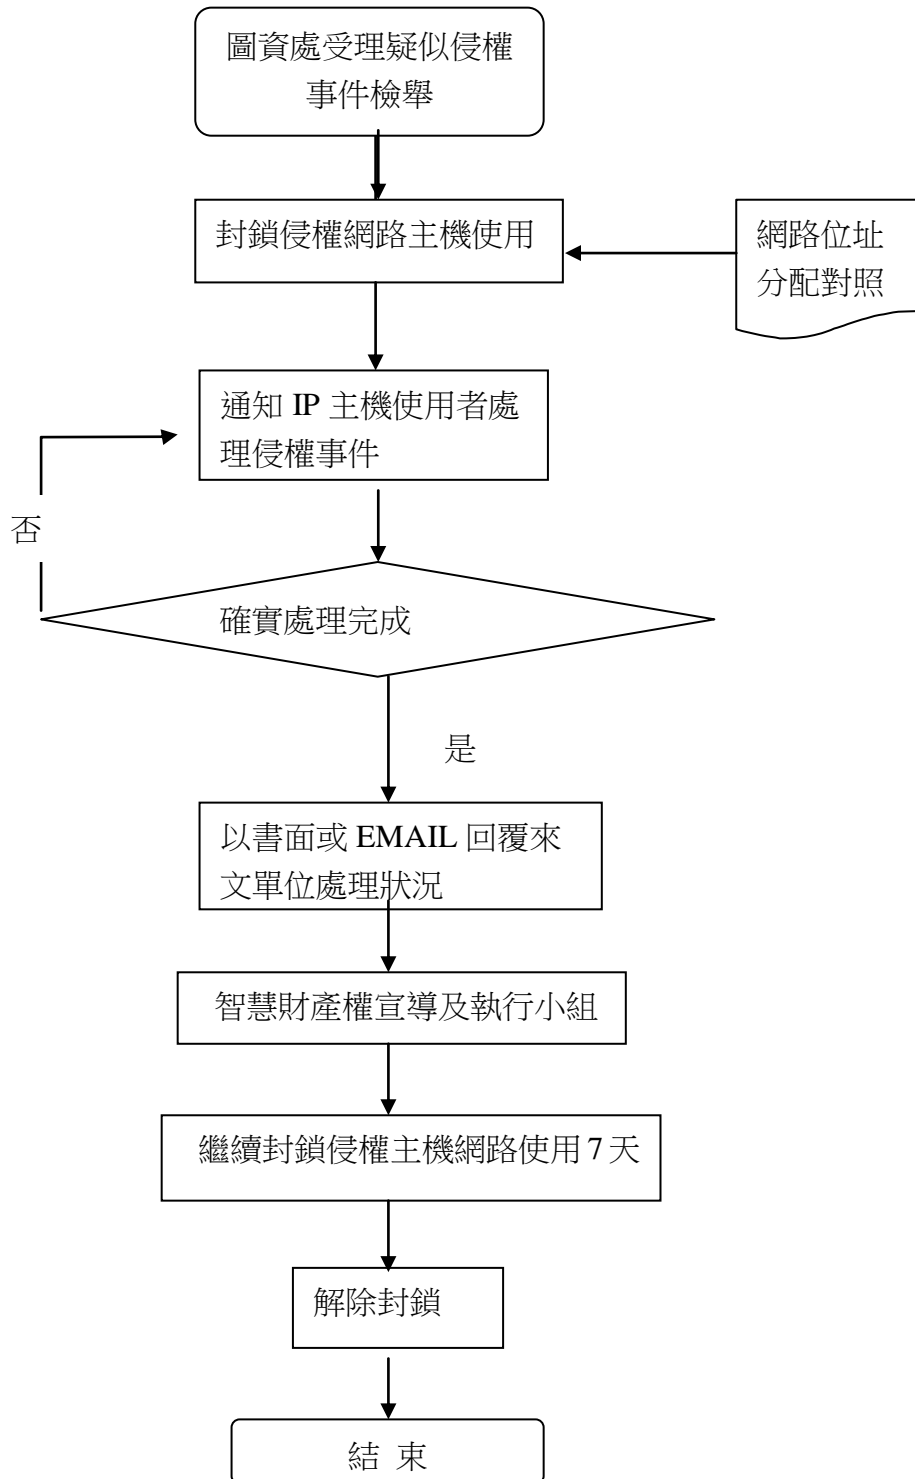 圖資處受理疑似侵權
事件檢舉
封鎖侵權網路主機使用
網路位址
分配對照
通知 IP 主機使用者處
理侵權事件
否
確實處理完成
是
以書面或 EMAIL 回覆來
文單位處理狀況
智慧財產權宣導及執行小組
繼續封鎖侵權主機網路使用 7 天
解除封鎖
結 束